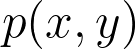 p(x, y)